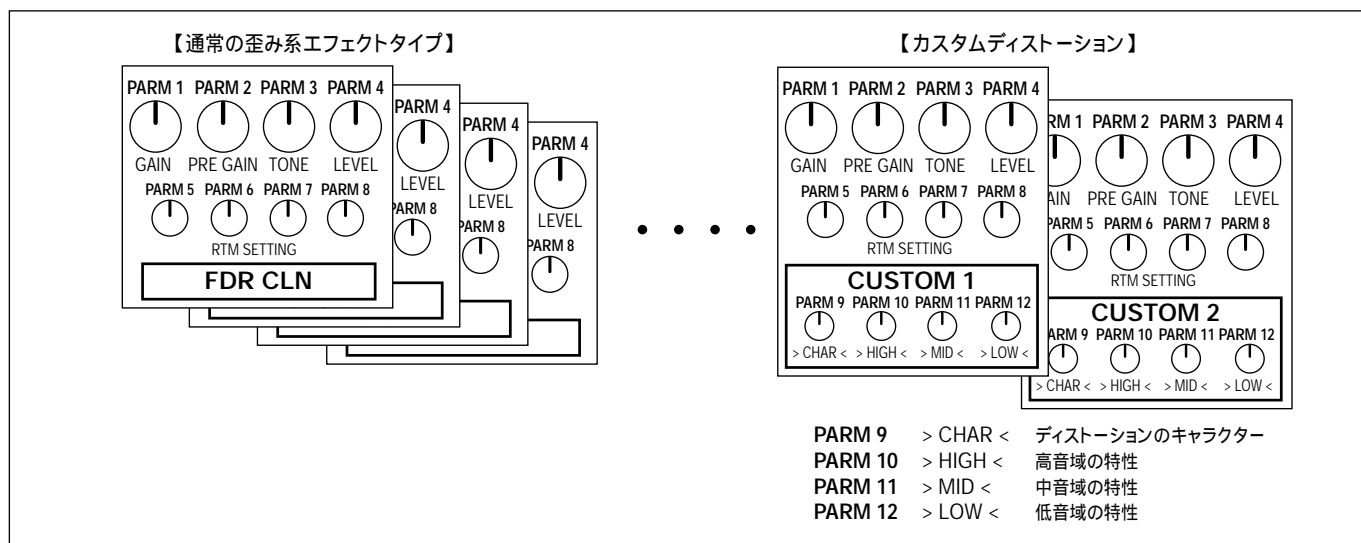 【通常の歪み系エフェクトタイプ】
PARM 1 PARM 2 PARM 3 PARM 4
GAIN PRE GAIN TONE LEVEL
PARM 5 PARM 6 PARM 7 PARM 8
RTM SETTING
FDR CLN
PARM 4
LEVEL
PARM 8
PARM 4
LEVEL
PARM 8
PARM 4
LEVEL
PARM 8
【カスタムディストーション】
PARM 1 PARM 2 PARM 3 PARM 4
GAIN PRE GAIN TONE LEVEL
PARM 5 PARM 6 PARM 7 PARM 8
RTM SETTING
CUSTOM 1
PARM 9 PARM 10 PARM 11 PARM 12
> CHAR < > HIGH < > MID < > LOW <
RM 1 PARM 2 PARM 3 PARM 4
AIN PRE GAIN TONE LEVEL
PARM 5 PARM 6 PARM 7 PARM 8
RTM SETTING
CUSTOM 2
PARM 9 PARM 10 PARM 11 PARM 12
> CHAR < > HIGH < > MID < > LOW <
PARM 9 > CHAR < ディストーションのキャラクター
PARM 10 > HIGH < 高音域の特性
PARM 11 > MID < 中音域の特性
PARM 12 > LOW < 低音域の特性